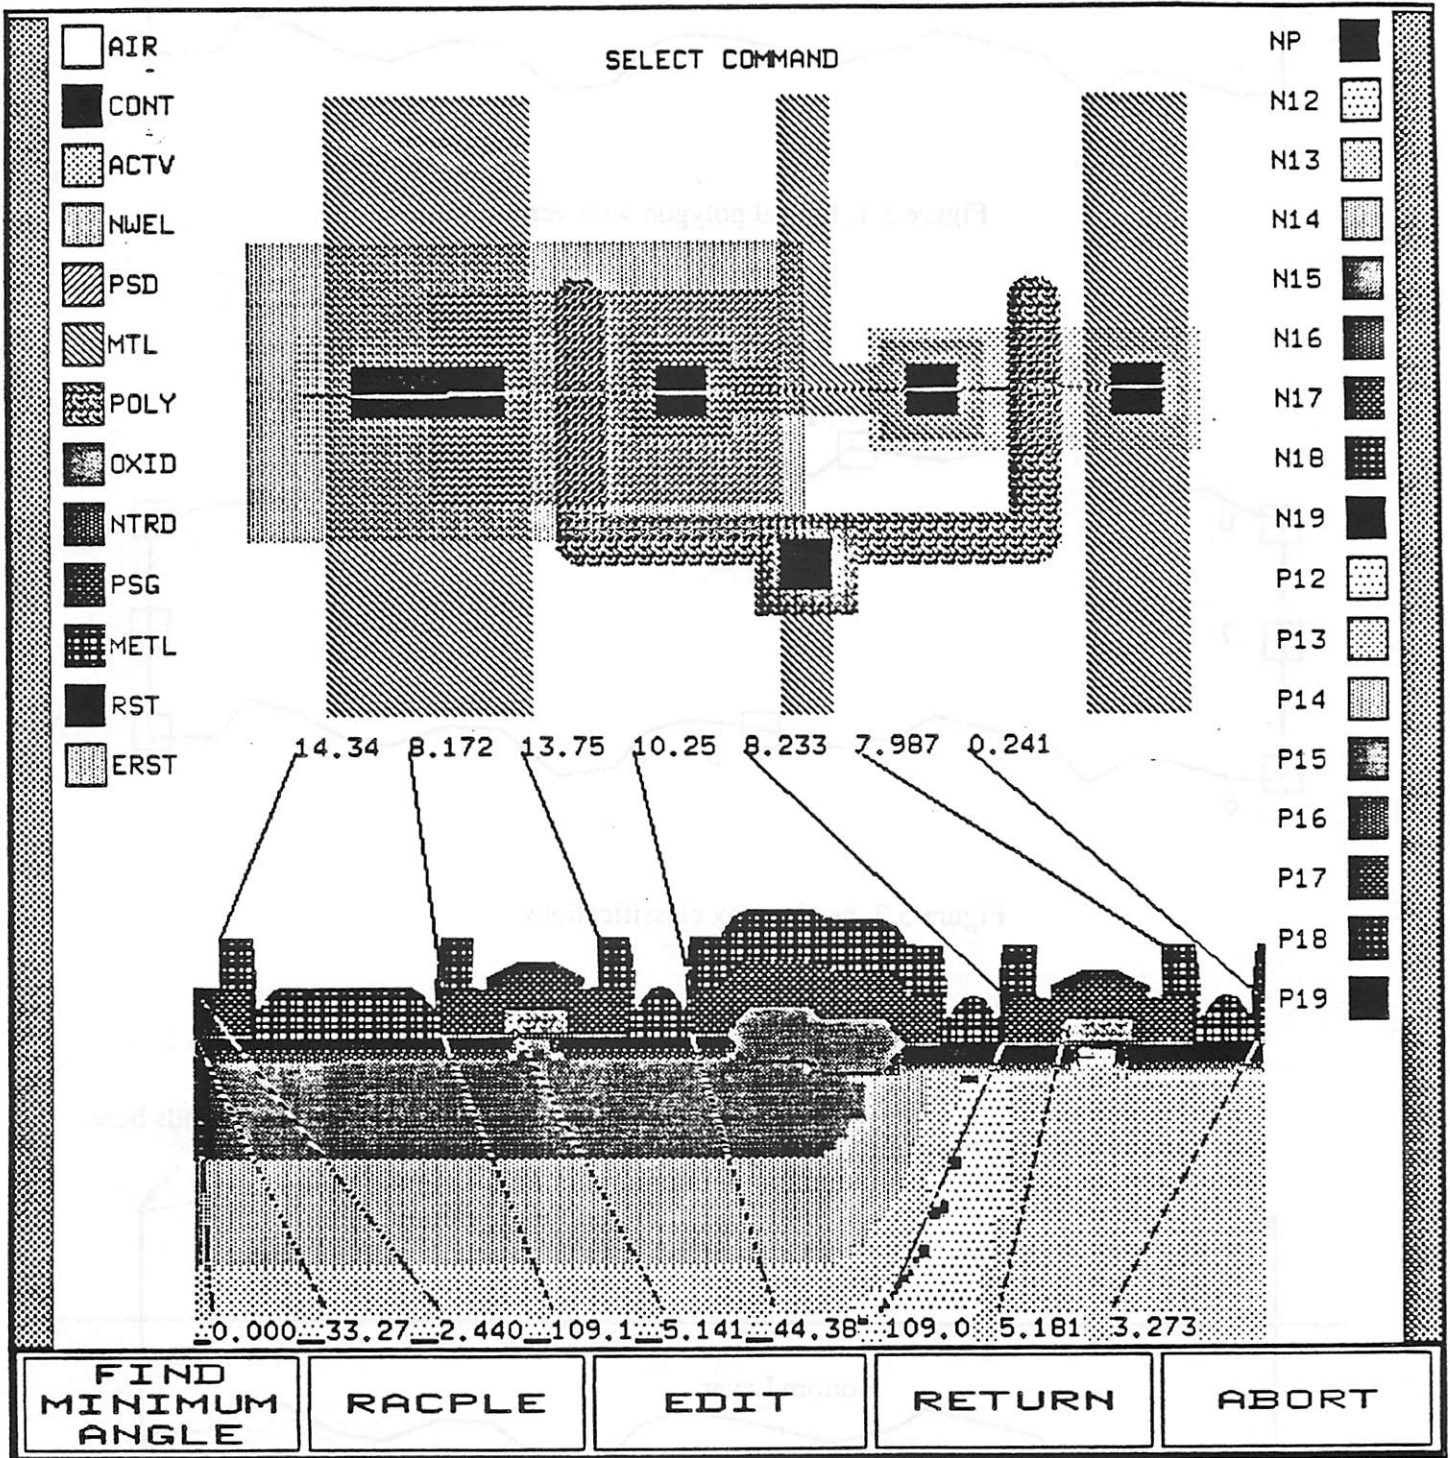 SELECT COMMAND
AIR
CONT
ACTV
NWEL
PSD
MTL
POLY
OXID
NTRD
PSG
METL
RST
ERST
NP
N12
N13
N14
N15
N16
N17
N18
N19
P12
P13
P14
P15
P16
P17
P18
P19
14.34 8.172 13.75 10.25 8.233 7.987 0.241
0.000 33.27 2.440 109.1 5.141 44.38 109.0 5.181 3.273
FIND MINIMUM ANGLE
RACPLE
EDIT
RETURN
ABORT